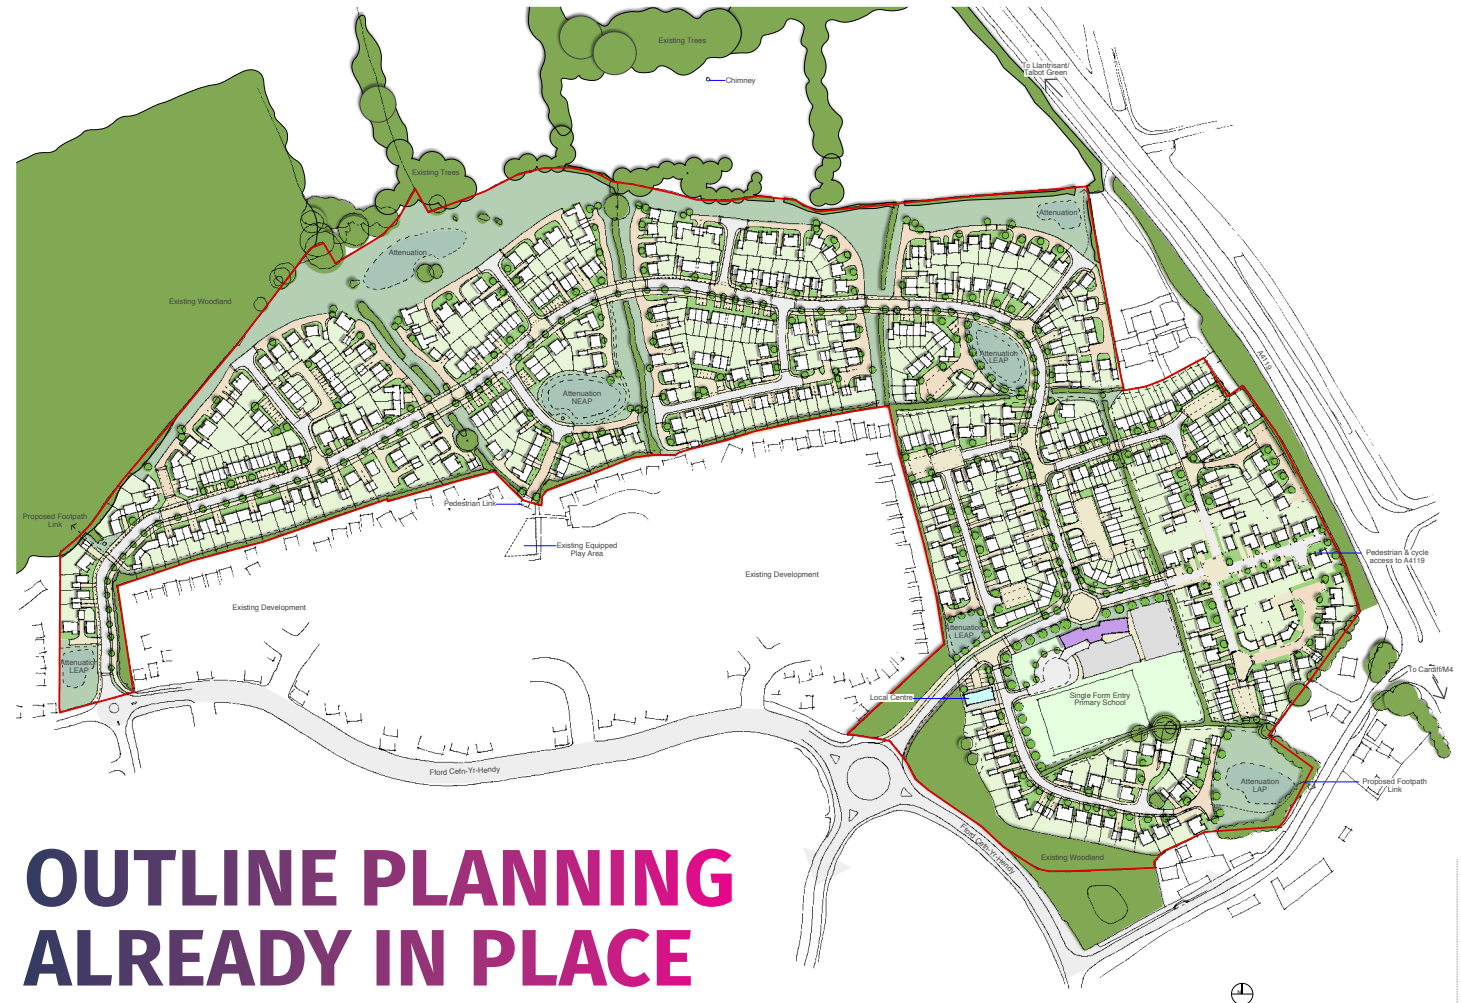 Existing Trees
To Llantrisant/
Talbot Green
Chimney
Existing Trees
Attenuation
Attenuation
Existing Woodland
A4119
Attenuation
LEAP
Attenuation
NEAP
Pedestrian Link
Proposed Footpath
Link
Existing Equipped
Play Area
Pedestrian & cycle
access to A4119
Existing Development
Existing Development
Attenuation
LEAP
Attenuation
LEAP
To Cardiff/M4
Local Centre
Single Form Entry
Primary School
Fford Cefn-Yr-Hendy
Attenuation
LAP
Proposed Footpath
Link
Fford Cefn-Yr-Hendy
Existing Woodland
OUTLINE PLANNING
ALREADY IN PLACE